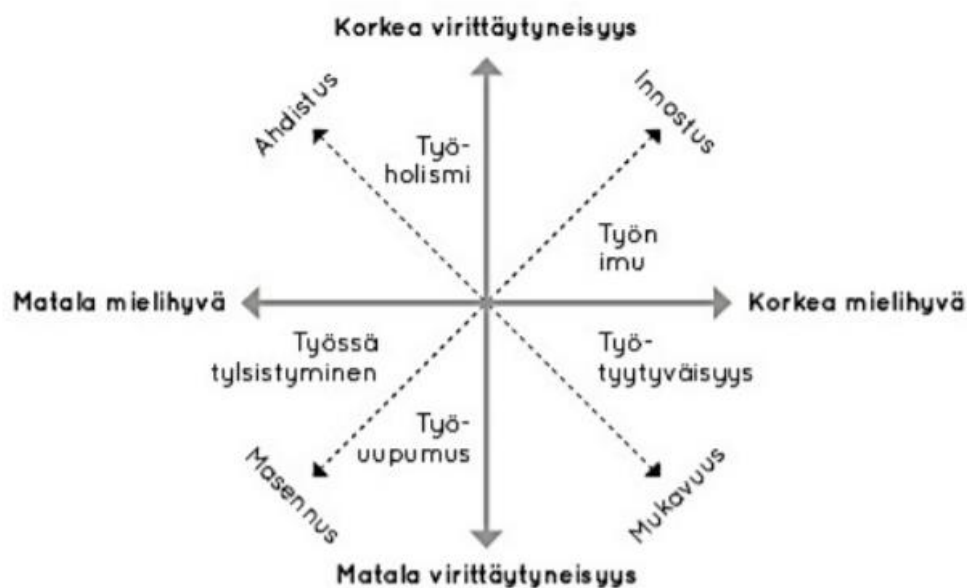 Korkea virittäytyneisyys
Ahdistus
Innostus
Työ-
holismi
Työn
imu
Matala mielihyvä
Korkea mielihyvä
Työssä
tylsistyminen
Työ-
tyytyväisyys
Työ-
uupumus
Masennus
Mukavuus
Matala virittäytyneisyys